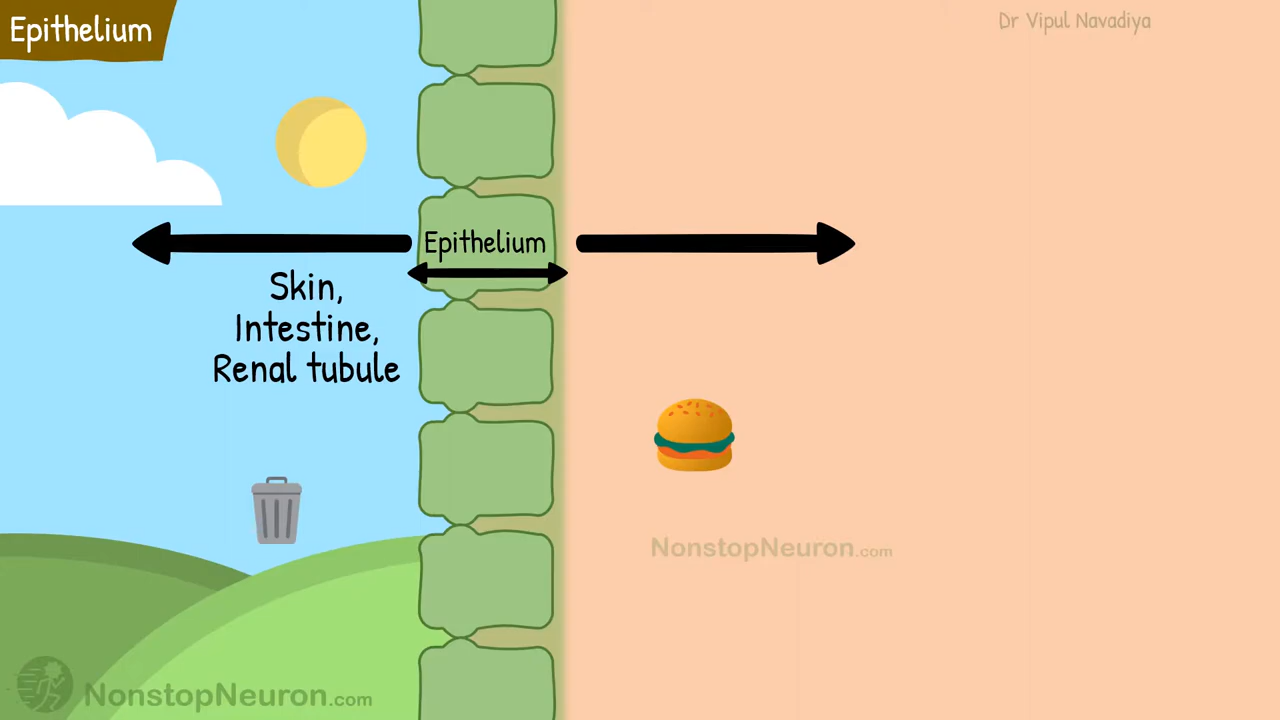 Epithelium
Dr Vipul Navadiya
Epithelium
Skin,
Intestine,
Renal tubule
NonstopNeuron.com
NonstopNeuron.com